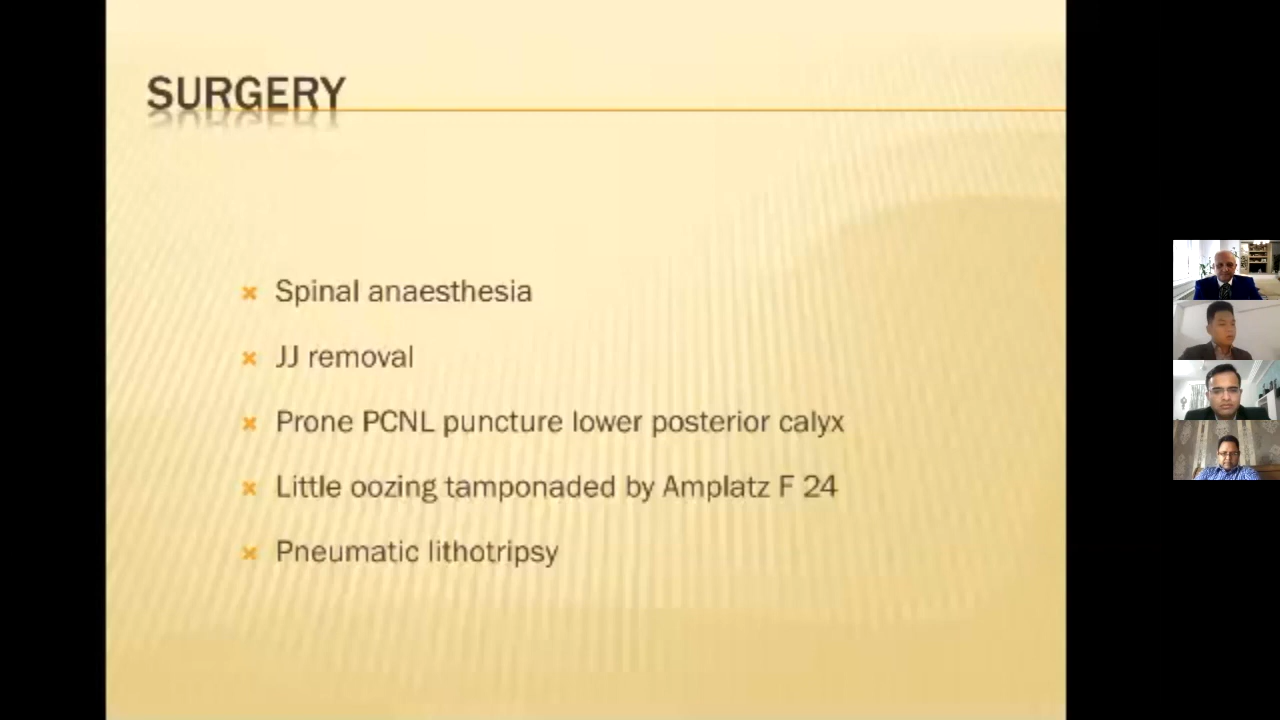 SURGERY
Spinal anaesthesia
JJ removal
Prone PCNL puncture lower posterior calyx
Little oozing tamponaded by Amplatz F 24
Pneumatic lithotripsy